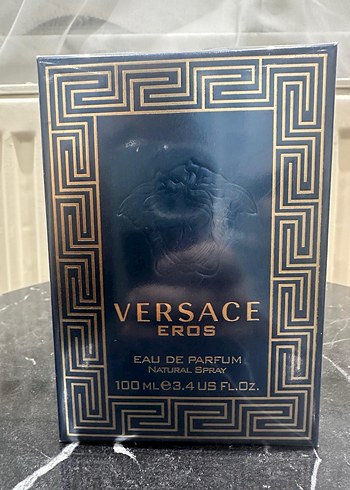 VERSACE
EROS
EAU DE PARFUM
NATURAL SPRAY
100 ML ℮ 3.4 US FL.OZ.